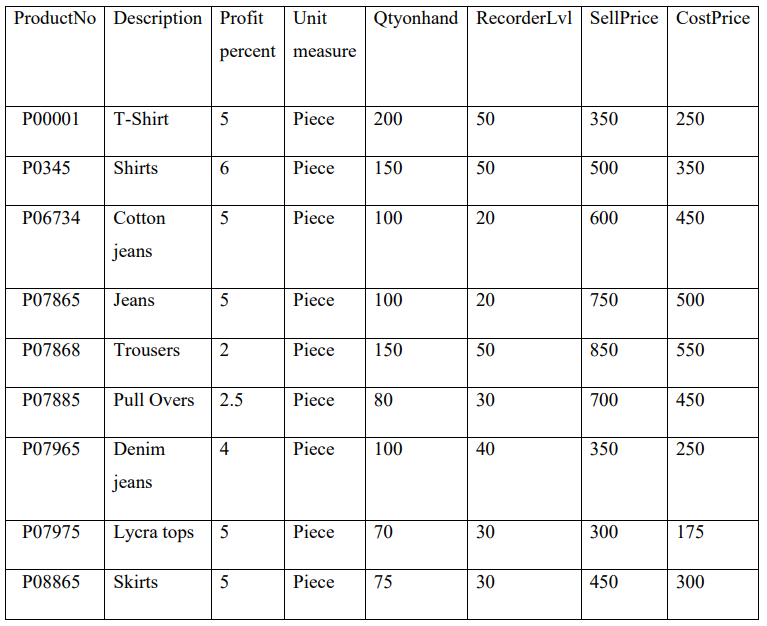 ProductNo Description Profit percent Unit measure Qtyonhand RecorderLvl SellPrice CostPrice
P00001 T-Shirt 5 Piece 200 50 350 250
P0345 Shirts 6 Piece 150 50 500 350
P06734 Cotton jeans 5 Piece 100 20 600 450
P07865 Jeans 5 Piece 100 20 750 500
P07868 Trousers 2 Piece 150 50 850 550
P07885 Pull Overs 2.5 Piece 80 30 700 450
P07965 Denim jeans 4 Piece 100 40 350 250
P07975 Lycra tops 5 Piece 70 30 300 175
P08865 Skirts 5 Piece 75 30 450 300